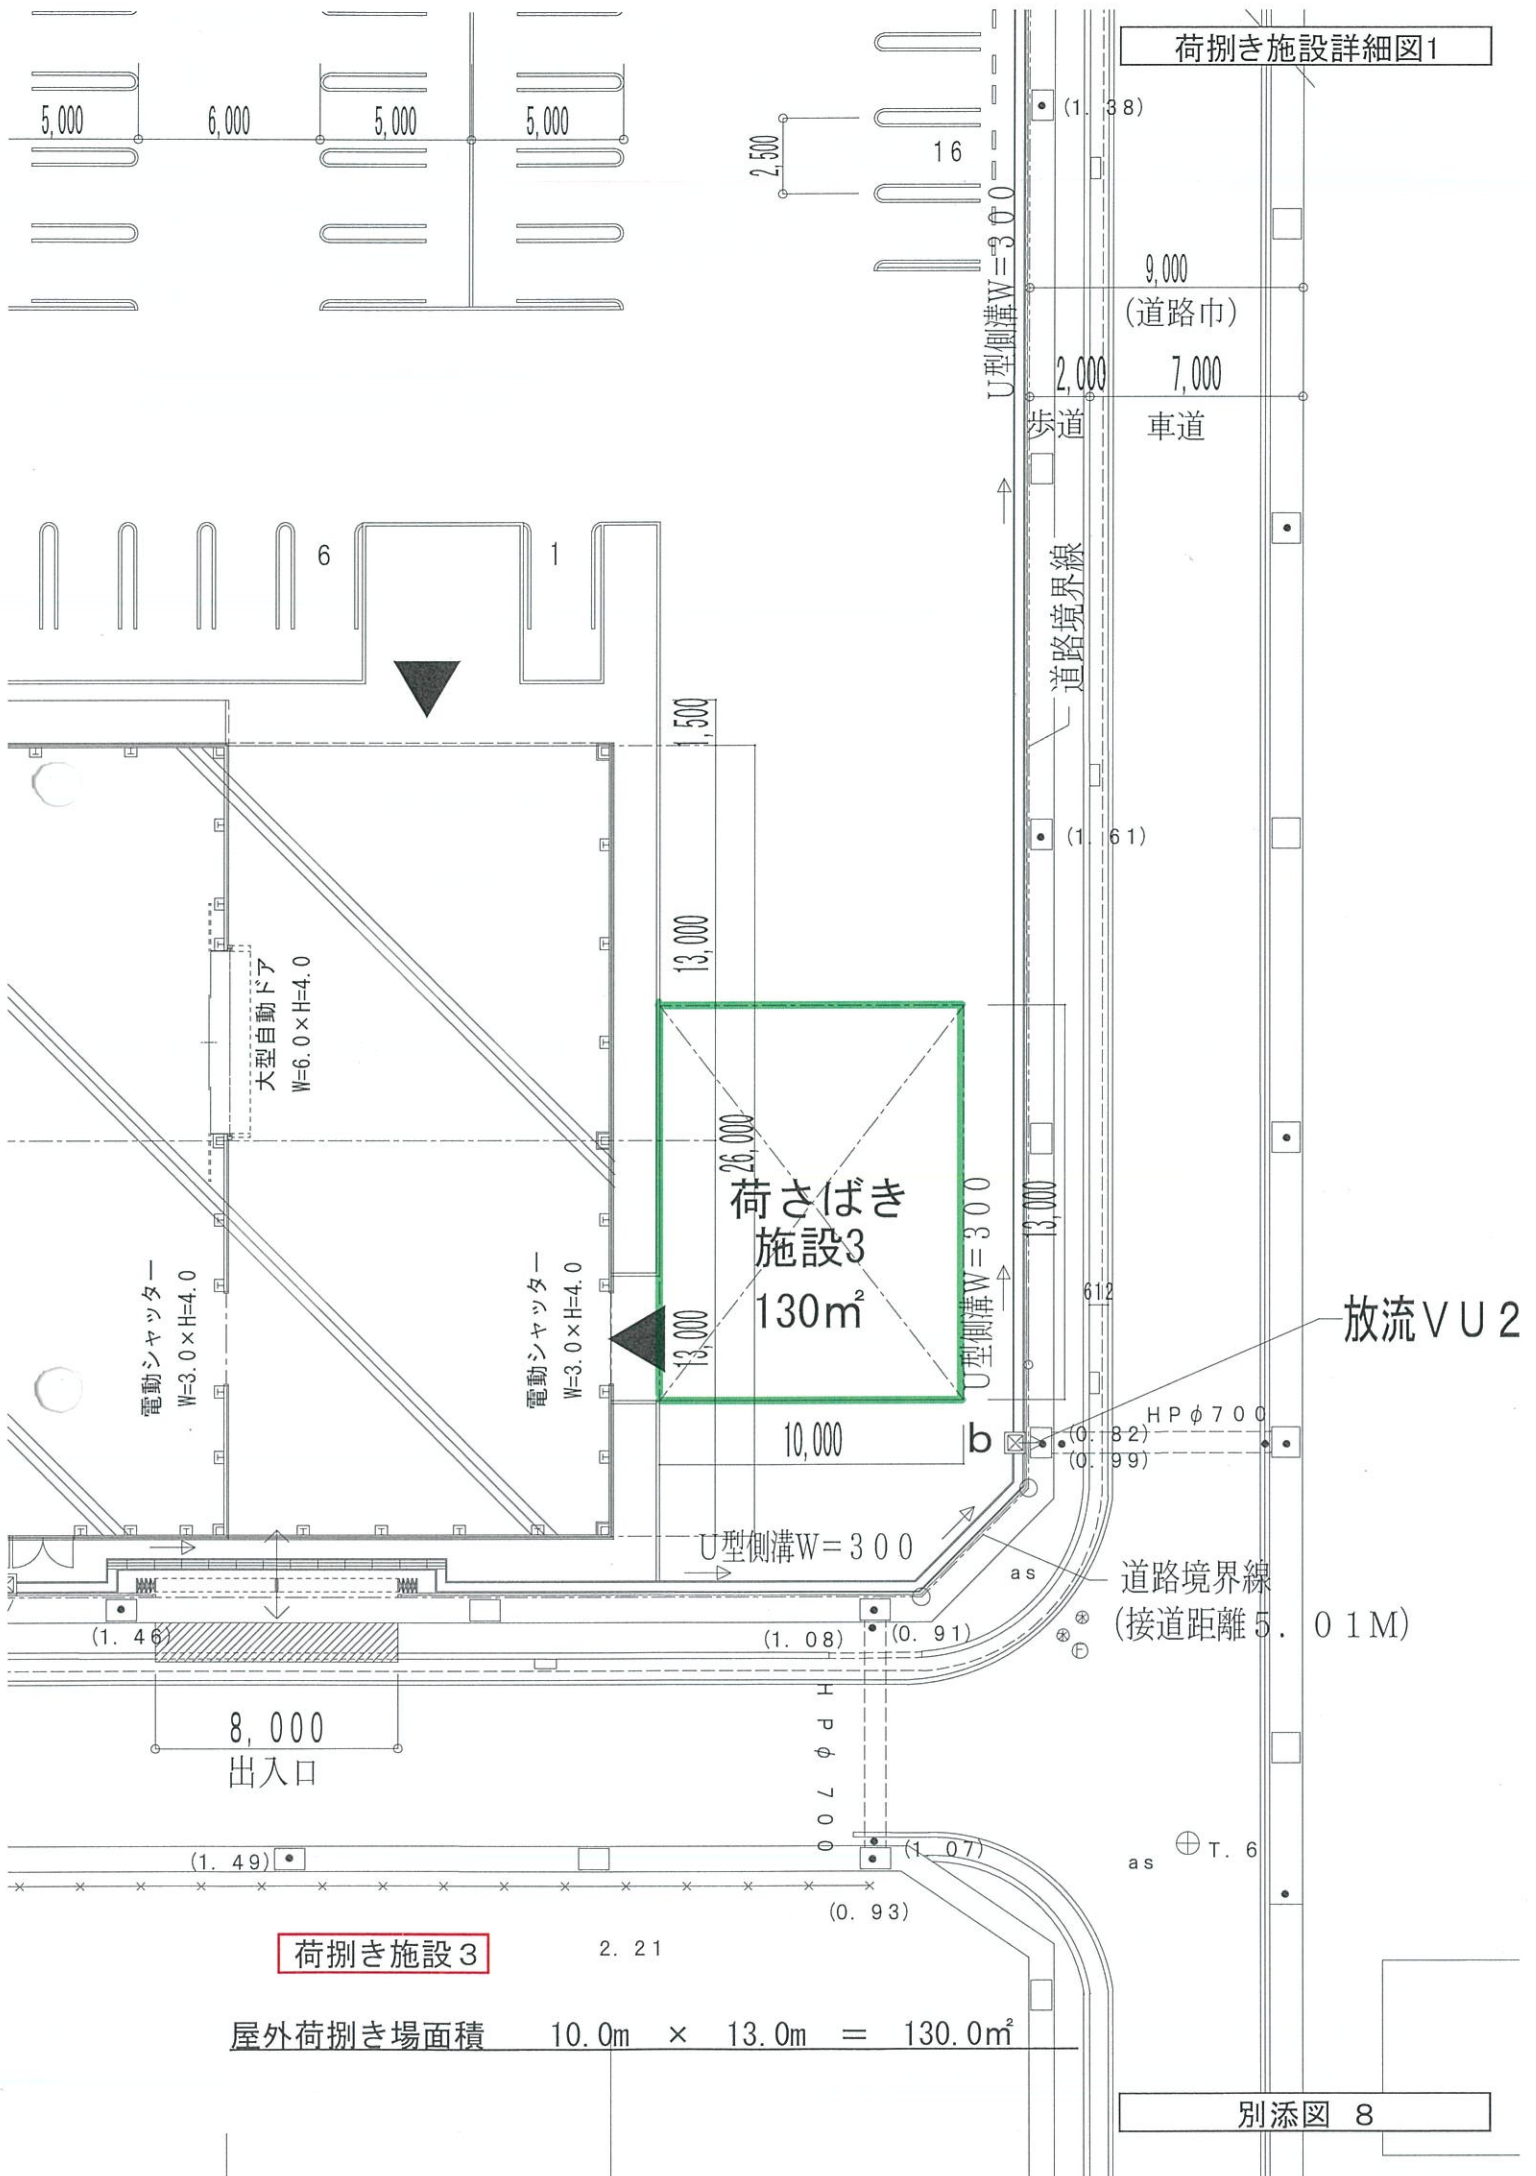 荷捌き施設詳細図1
(1. 38)
5,000
6,000
5,000
5,000
2,500
16
U型側溝W=300
9,000
(道路巾)
2,000
7,000
歩道
車道
6
1
道路境界線
1,500
(1. 61)
13,000
大型自動ドア
W=6.0×H=4.0
26,000
荷さばき
施設3
130㎡
13,000
U型側溝W=300
電動シャッター
W=3.0×H=4.0
電動シャッター
W=3.0×H=4.0
13,000
612
放流VU2
10,000
b
HPφ700
(0. 82)
(0. 99)
U型側溝W=300
as
道路境界線
(接道距離5. 01M)
(1. 46)
(1. 08)
(0. 91)
F
8,000
出入口
HPφ700
(1. 49)
(1. 07)
as
T. 6
(0. 93)
荷捌き施設3
2. 21
屋外荷捌き場面積 10.0m × 13.0m = 130.0㎡
別添図 8